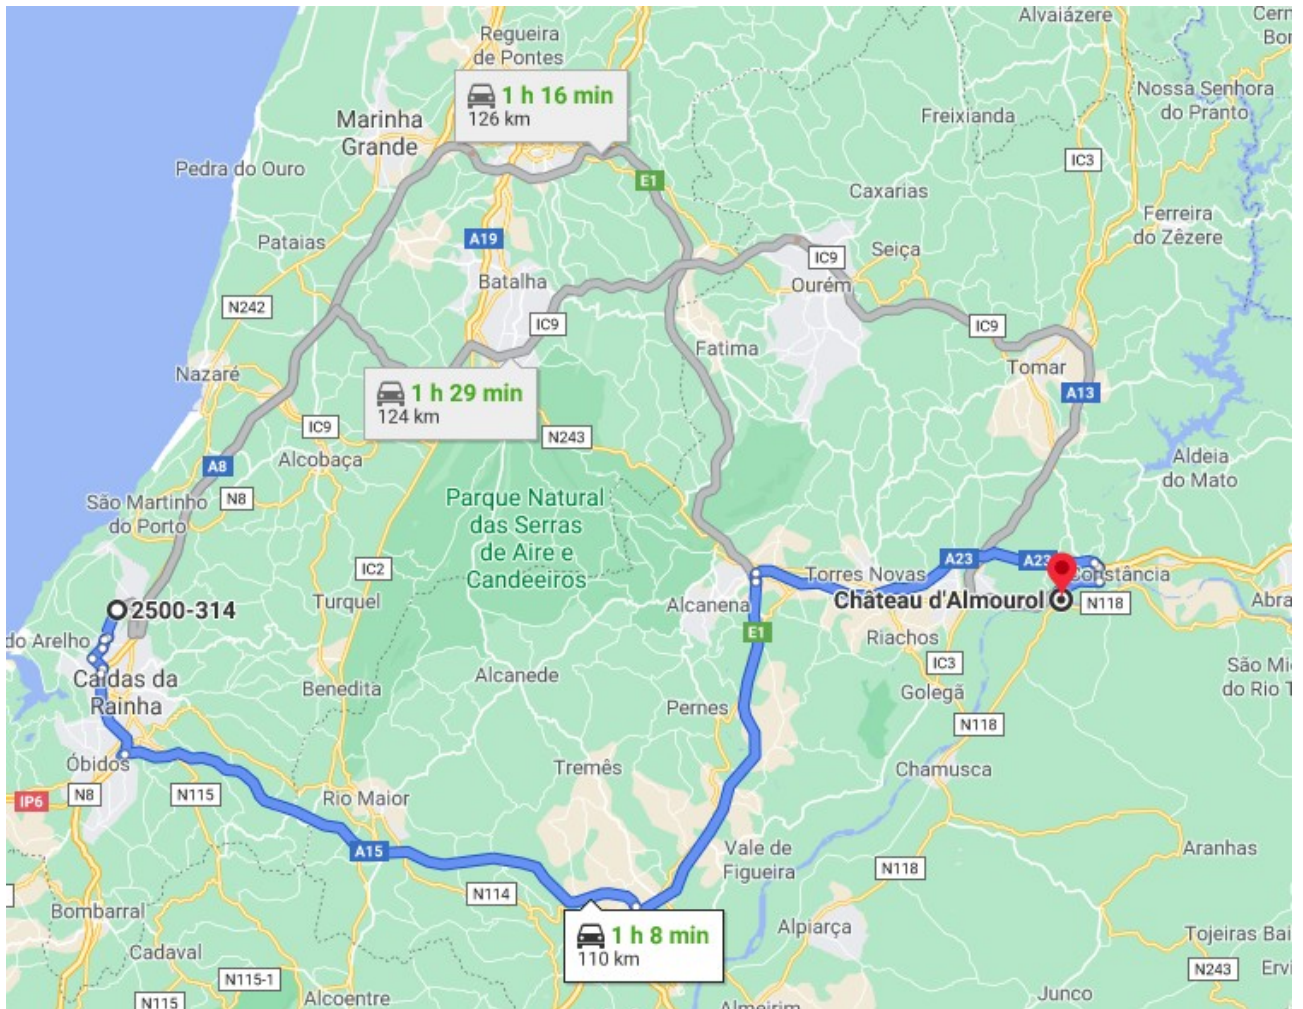 Alvaiázere
Cern
Bor
Regueira
de Pontes
Nossa Senhora
do Pranto
1 h 16 min
126 km
Marinha
Grande
Freixianda
IC3
Pedra do Ouro
E1
Caxarias
Ferreira
do Zêzere
Pataias
A19
Seiça
IC9
Batalha
Ourém
N242
IC9
IC9
Fatima
Nazaré
Tomar
1 h 29 min
124 km
A13
IC9
N243
Alcobaça
A8
Aldeia
do Mato
São Martinho
do Porto
N8
Parque Natural
das Serras
de Aire e
Candeeiros
A23
A23
IC2
Torres Novas
Constância
2500-314
Turquel
Alcanena
Château d'Almourol
N118
Abra
do Arelho
E1
Riachos
IC3
São Mi
do Rio T
Caldas da
Rainha
Benedita
Alcanede
Golegã
Pernes
N118
Óbidos
Tremês
Chamusca
IP6
N8
N115
Rio Maior
A15
Vale de
Figueira
Aranhas
N118
N114
Bombarral
1 h 8 min
110 km
Alpiarça
Tojeiras Bai
Cadaval
N115-1
N243
Ervi
N115
Alcoentre
Almeirim
Junco